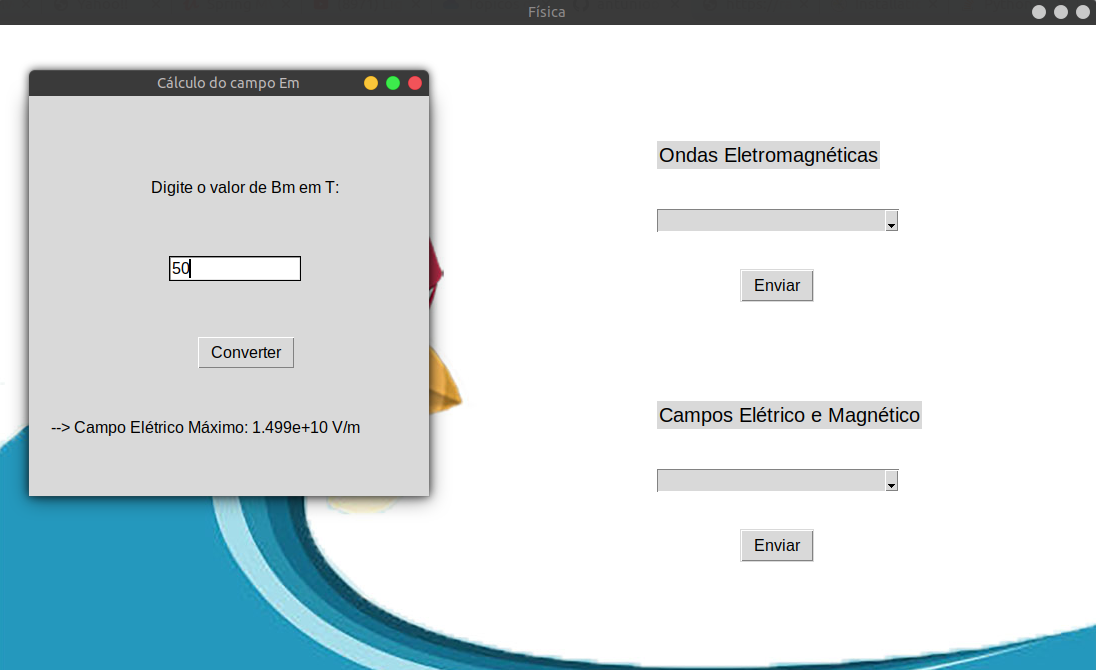 Física
Cálculo do campo Em
Digite o valor de Bm em T:
50
Converter
--> Campo Elétrico Máximo: 1.499e+10 V/m
Ondas Eletromagnéticas
Enviar
Campos Elétrico e Magnético
Enviar